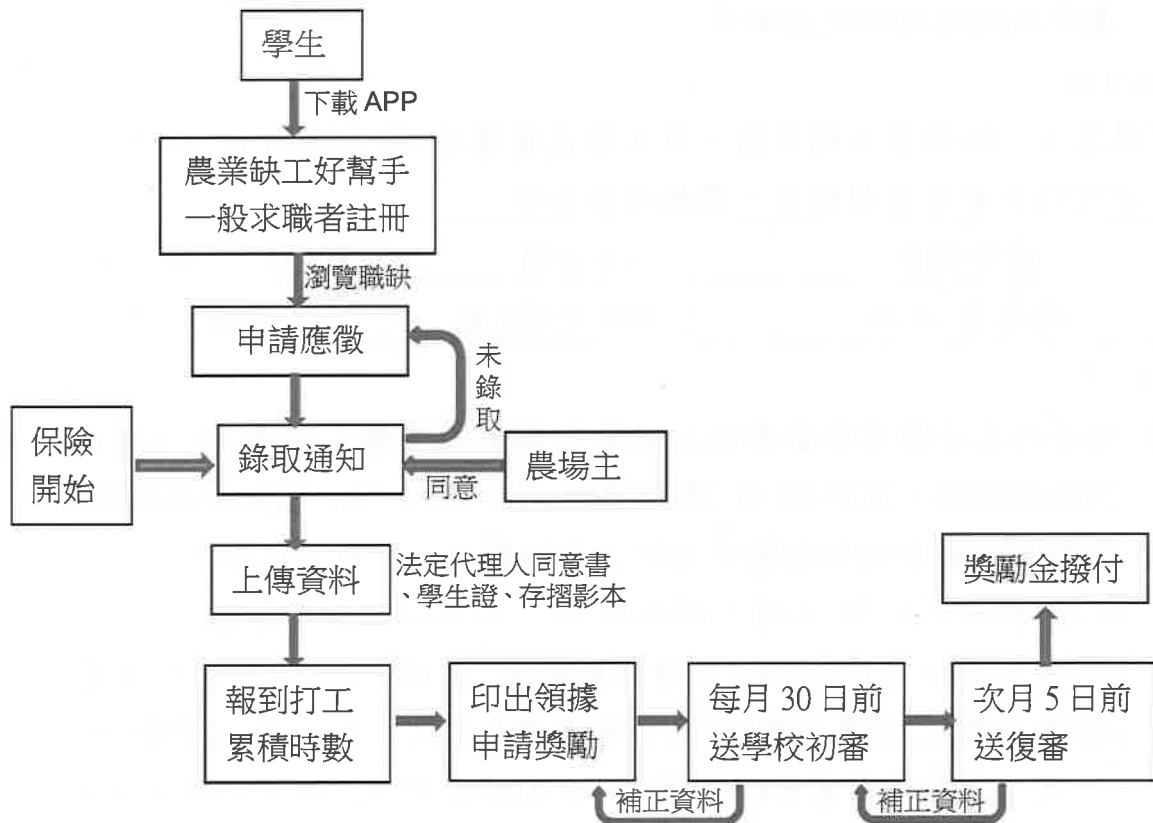 學生
下載 APP
農業缺工好幫手
一般求職者註冊
瀏覽職缺
申請應徵
未
錄
取
保險
開始
錄取通知
同意
農場主
上傳資料
法定代理人同意書
、學生證、存摺影本
獎勵金撥付
報到打工
累積時數
印出領據
申請獎勵
每月 30 日前
送學校初審
次月 5 日前
送復審
補正資料
補正資料